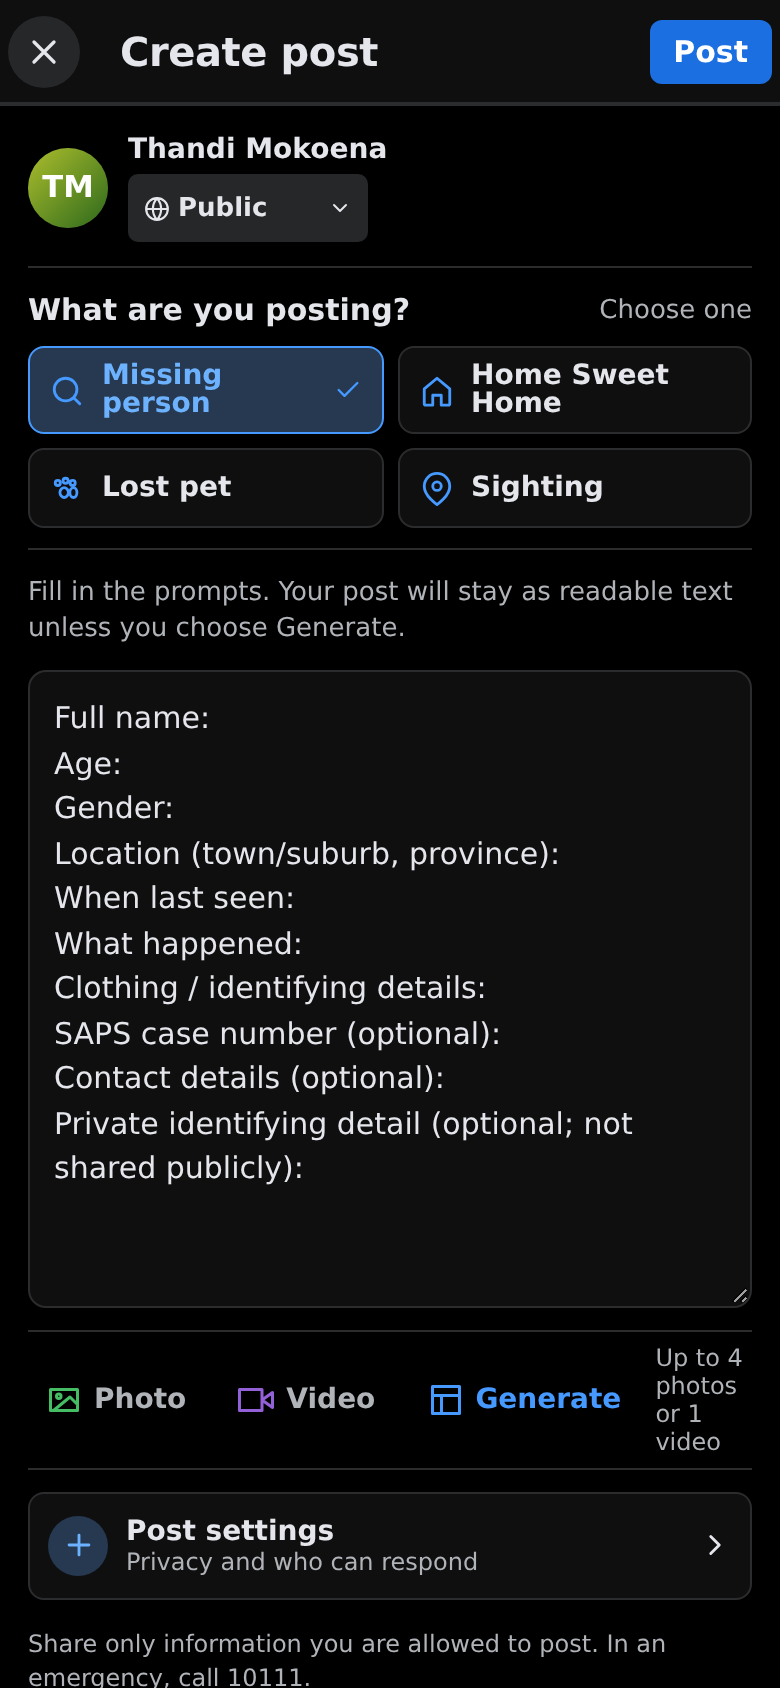 Create post
Post
TM
Thandi Mokoena
Public
What are you posting?
Choose one
Missing
person
Home Sweet
Home
Lost pet
Sighting
Fill in the prompts. Your post will stay as readable text
unless you choose Generate.
Full name:
Age:
Gender:
Location (town/suburb, province):
When last seen:
What happened:
Clothing / identifying details:
SAPS case number (optional):
Contact details (optional):
Private identifying detail (optional; not
shared publicly):
Photo
Video
Generate
Up to 4
photos
or 1
video
Post settings
Privacy and who can respond
Share only information you are allowed to post. In an
emergency, call 10111.